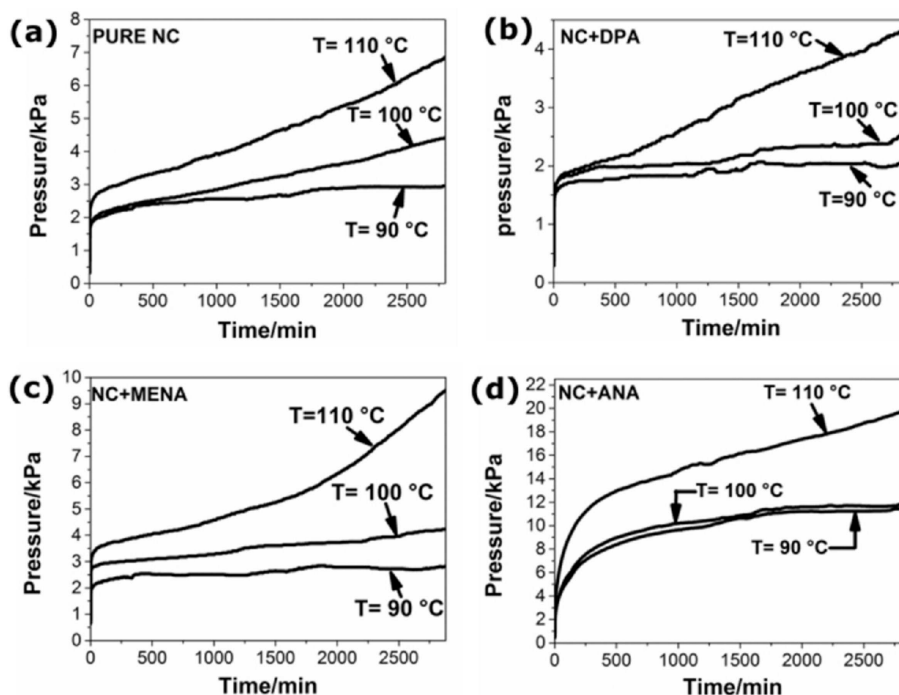 (a)
PURE NC
T= 110 °C
T= 100 °C
T= 90 °C
Pressure/kPa
8
7
6
5
4
3
2
1
0
0 500 1000 1500 2000 2500
Time/min
(b)
NC+DPA
T=110 °C
T=100 °C
T=90 °C
pressure/kPa
4
3
2
1
0
0 500 1000 1500 2000 2500
Time/min
(c)
NC+MENA
T=110 °C
T= 100 °C
T= 90 °C
Pressure/kPa
10
9
8
7
6
5
4
3
2
1
0
0 500 1000 1500 2000 2500
Time/min
(d)
NC+ANA
T= 110 °C
T= 100 °C
T= 90 °C
Pressure/kPa
22
20
18
16
14
12
10
8
6
4
2
0
0 500 1000 1500 2000 2500
Time/min